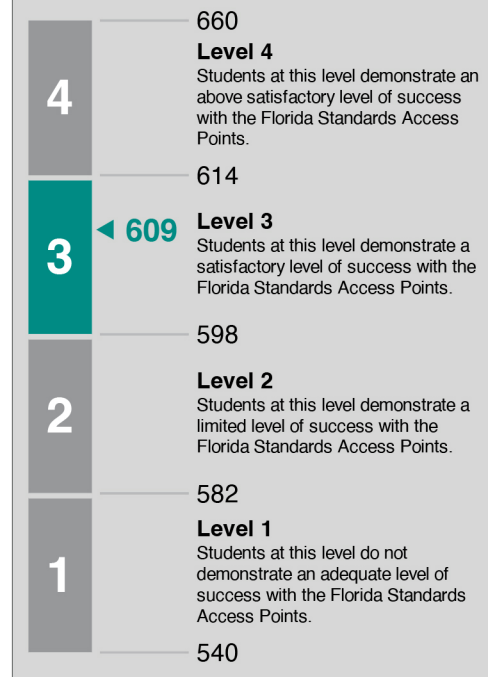 660
4
Level 4
Students at this level demonstrate an
above satisfactory level of success
with the Florida Standards Access
Points.
614
3
609
Level 3
Students at this level demonstrate a
satisfactory level of success with the
Florida Standards Access Points.
598
2
Level 2
Students at this level demonstrate a
limited level of success with the
Florida Standards Access Points.
582
1
Level 1
Students at this level do not
demonstrate an adequate level of
success with the Florida Standards
Access Points.
540